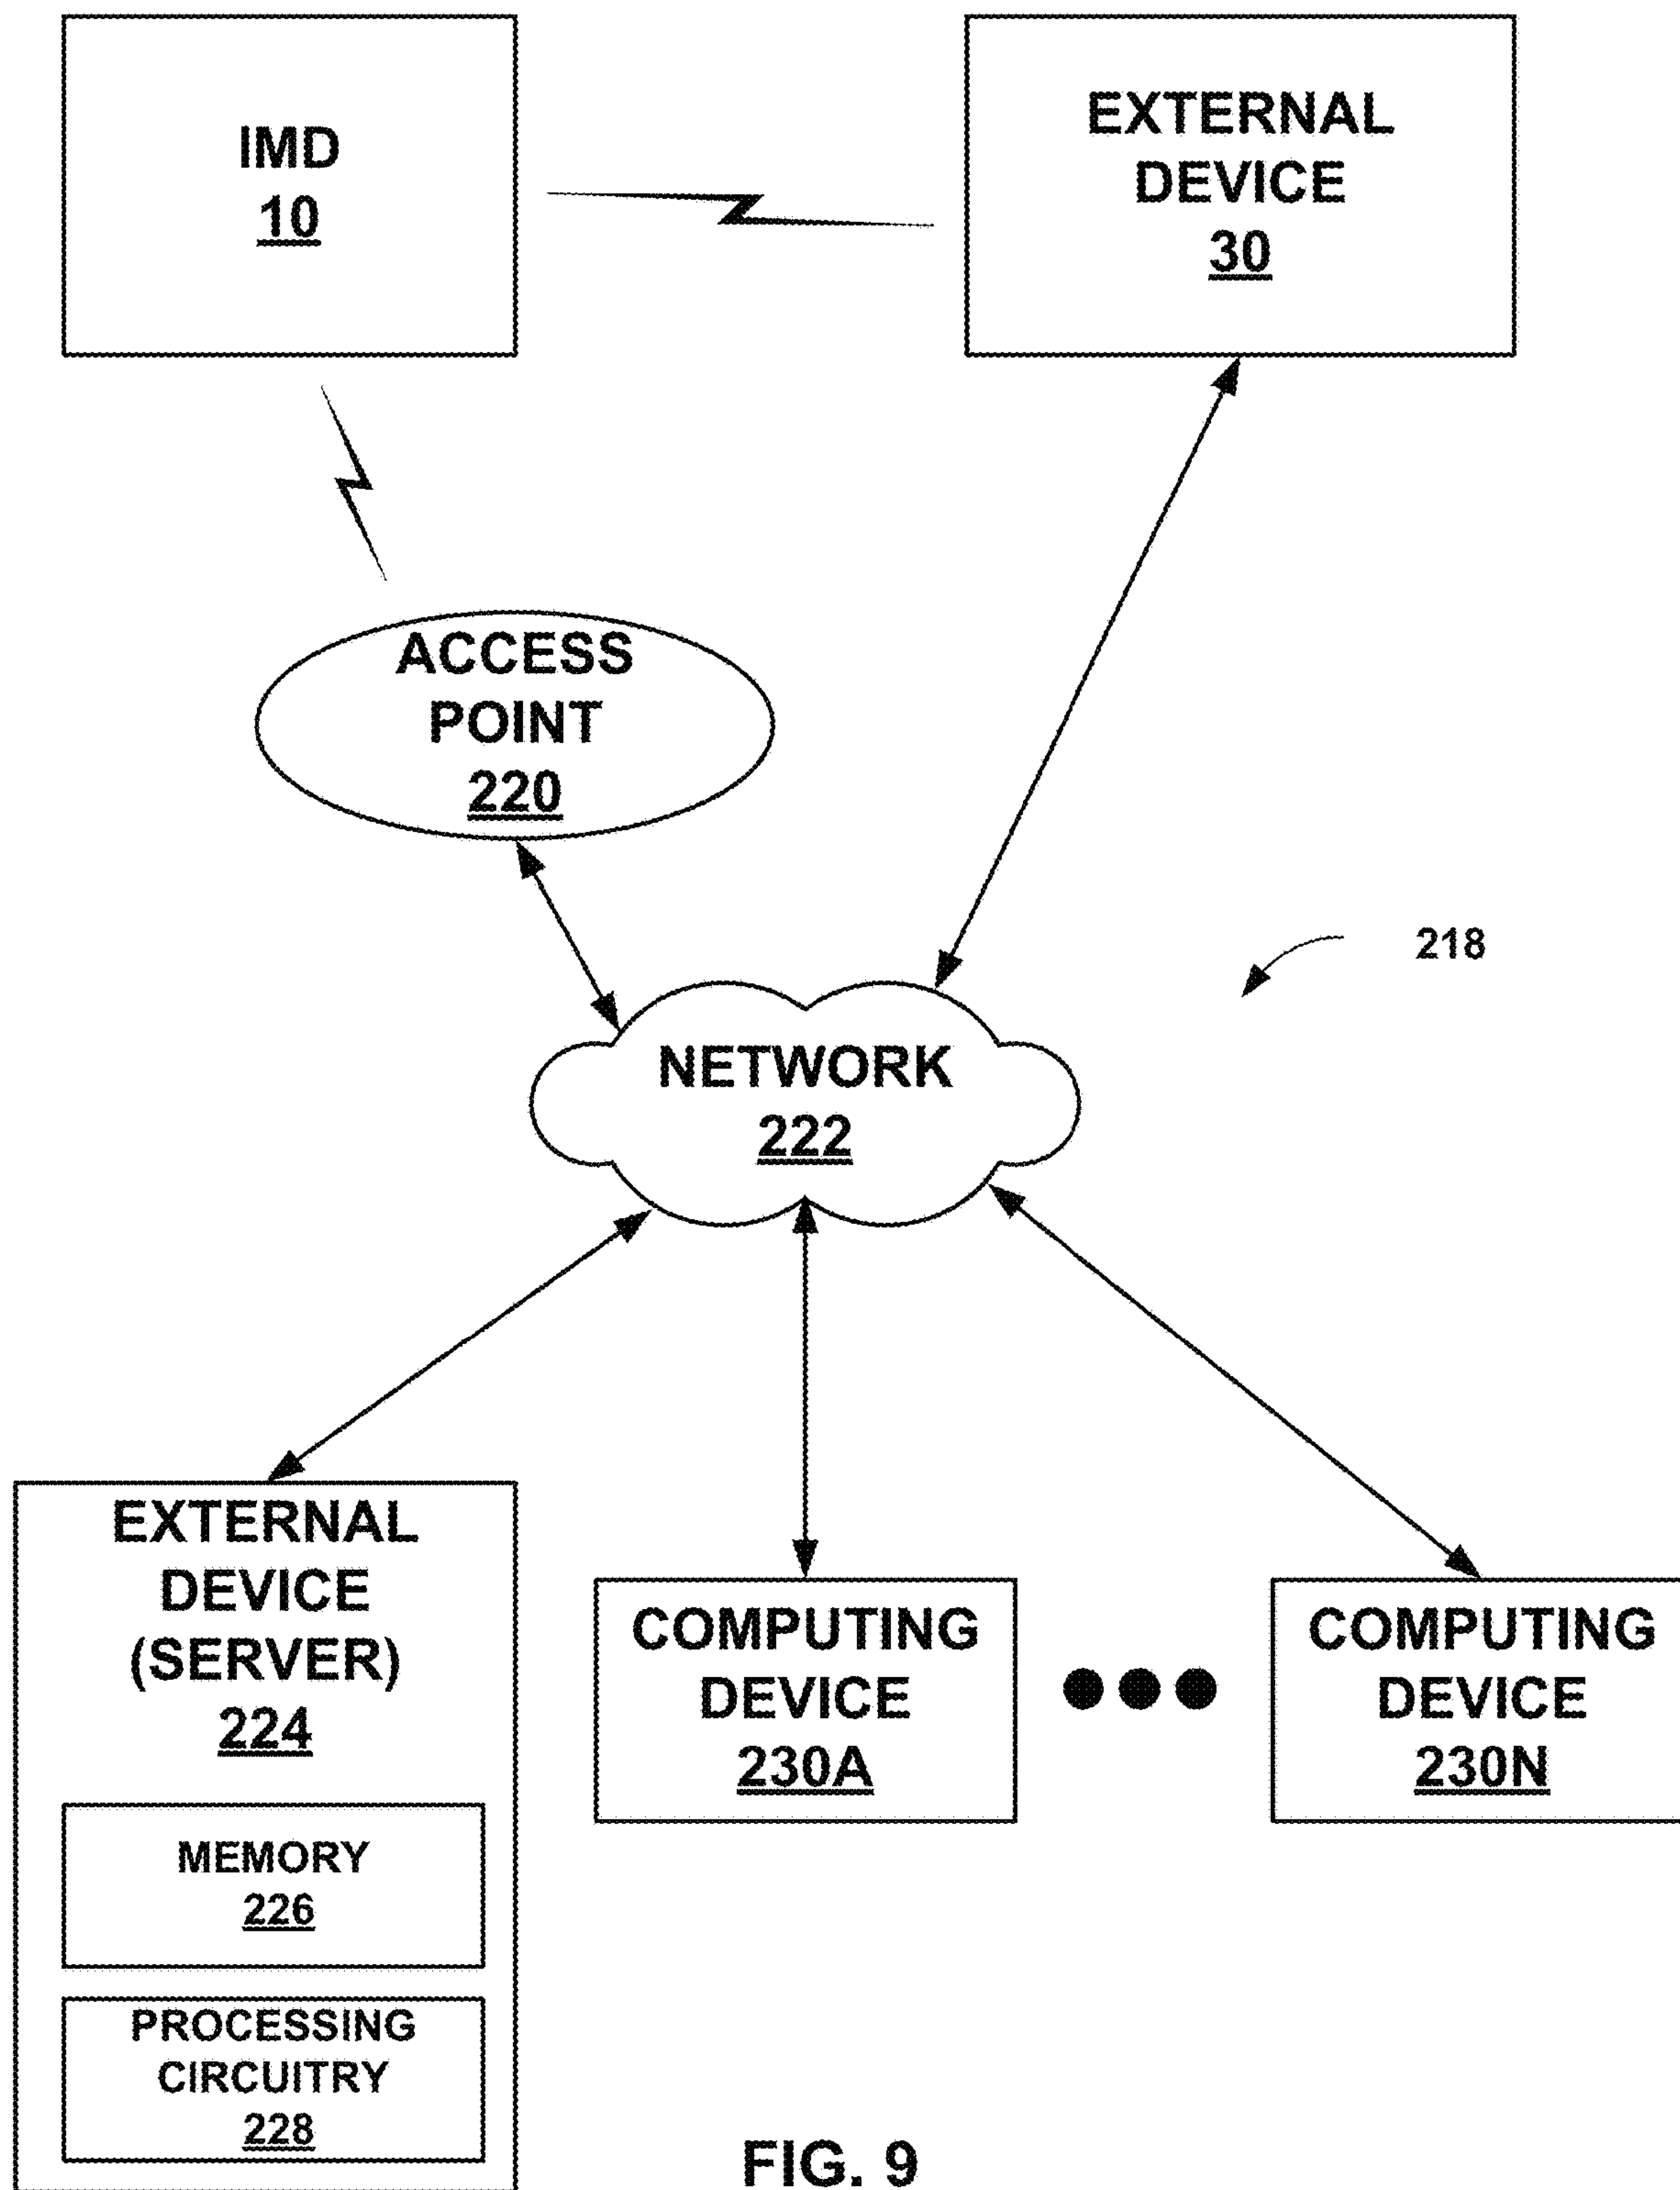 IMD
10
EXTERNAL
DEVICE
30
ACCESS
POINT
220
218
NETWORK
222
EXTERNAL
DEVICE
(SERVER)
224
MEMORY
226
PROCESSING
CIRCUITRY
228
COMPUTING
DEVICE
230A
COMPUTING
DEVICE
230N
FIG. 9